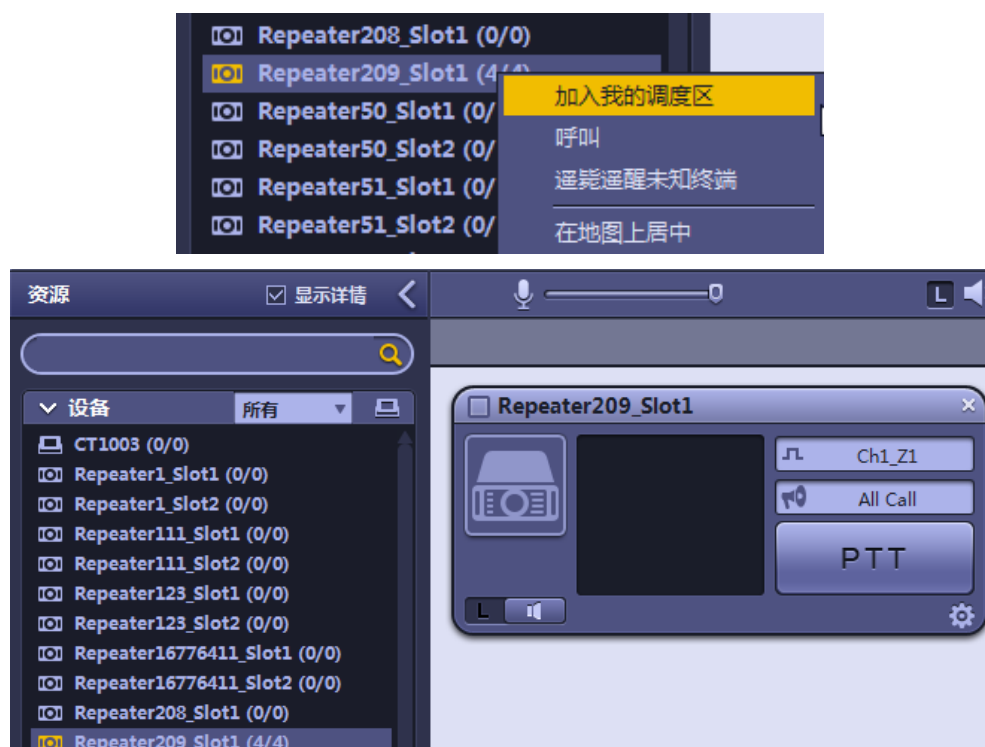 Repeater208_Slot1 (0/0)
Repeater209_Slot1 (4/4)
加入我的调度区
Repeater50_Slot1 (0/
呼叫
Repeater50_Slot2 (0/
Repeater51_Slot1 (0/
遥毙遥醒未知终端
Repeater51_Slot2 (0/
在地图上居中
资源
显示详情
L
设备
所有
CT1003 (0/0)
Repeater1_Slot1 (0/0)
Repeater1_Slot2 (0/0)
Repeater111_Slot1 (0/0)
Repeater111_Slot2 (0/0)
Repeater123_Slot1 (0/0)
Repeater123_Slot2 (0/0)
Repeater16776411_Slot1 (0/0)
Repeater16776411_Slot2 (0/0)
Repeater208_Slot1 (0/0)
Repeater209_Slot1 (4/4)
Repeater209_Slot1
Ch1_Z1
All Call
PTT
L